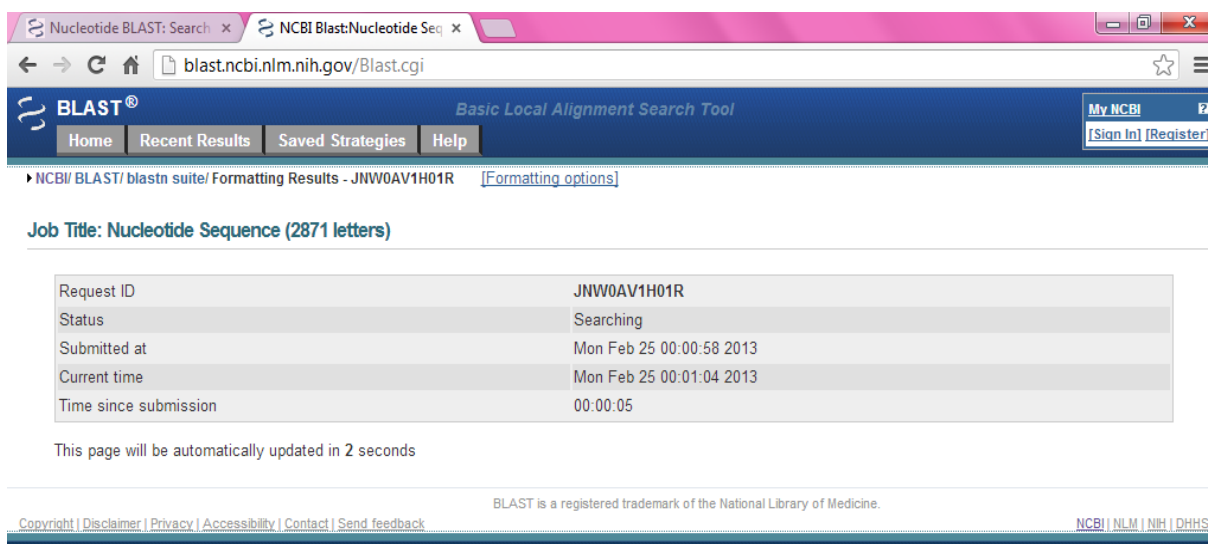 Nucleotide BLAST: Search × NCBI Blast:Nucleotide Seq ×
blast.ncbi.nlm.nih.gov/Blast.cgi
BLAST® Basic Local Alignment Search Tool My NCBI
Home Recent Results Saved Strategies Help [Sign In] [Register]
NCBI/ BLAST/ blastn suite/ Formatting Results - JNW0AV1H01R [Formatting options]
Job Title: Nucleotide Sequence (2871 letters)
Request ID JNW0AV1H01R
Status Searching
Submitted at Mon Feb 25 00:00:58 2013
Current time Mon Feb 25 00:01:04 2013
Time since submission 00:00:05
This page will be automatically updated in 2 seconds
BLAST is a registered trademark of the National Library of Medicine.
Copyright | Disclaimer | Privacy | Accessibility | Contact | Send feedback NCBI | NLM | NIH | DHHS